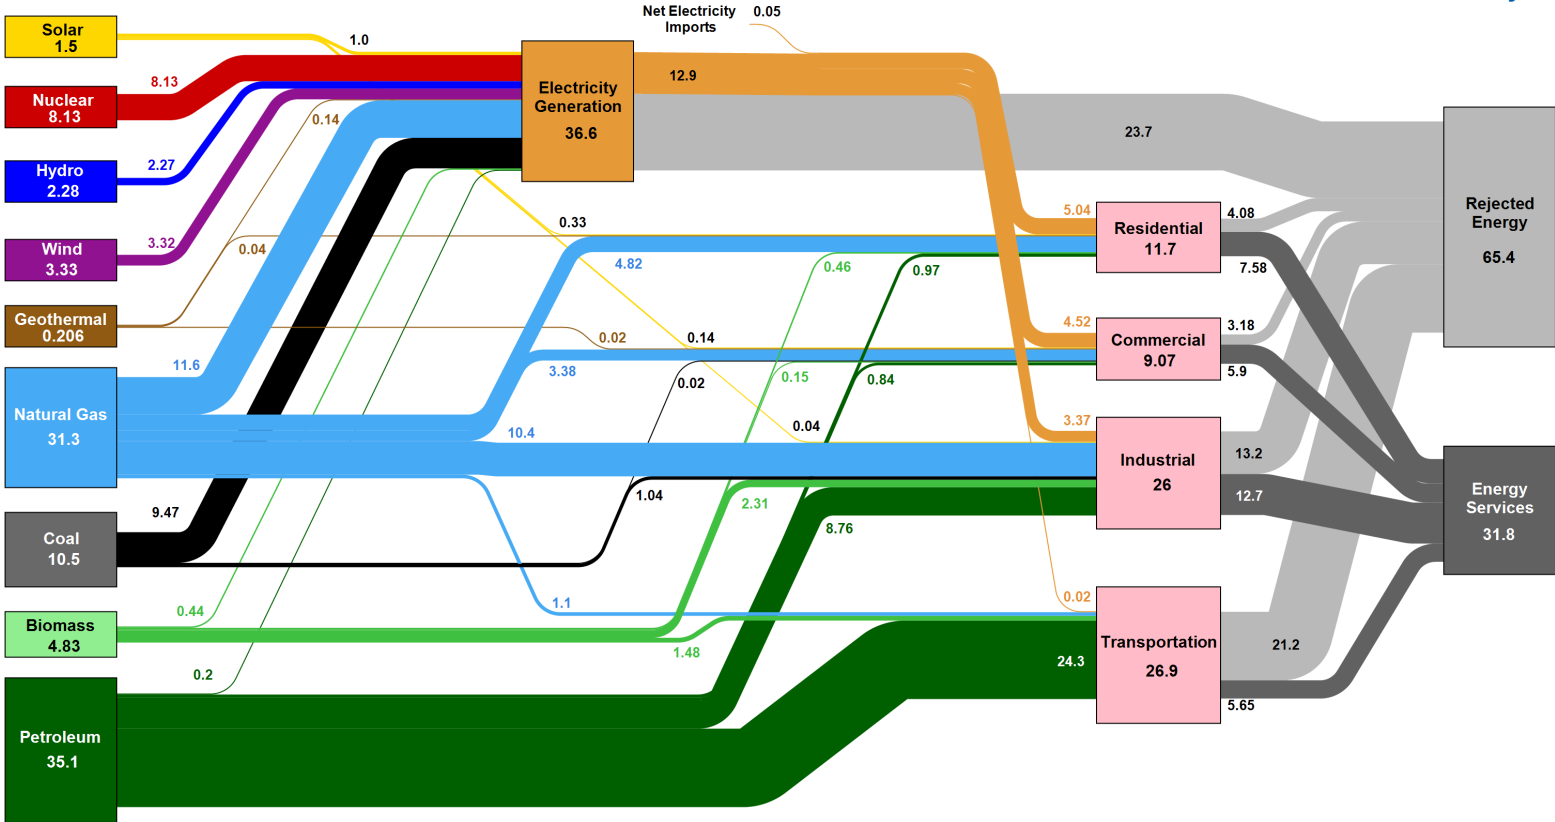 Net Electricity
Imports
0.05
Solar
1.5
1.0
Nuclear
8.13
8.13
Hydro
2.28
2.27
Wind
3.33
3.32
Geothermal
0.206
0.14
0.04
0.02
Natural Gas
31.3
11.6
4.82
3.38
10.4
1.1
Coal
10.5
9.47
0.02
1.04
Biomass
4.83
0.44
0.46
0.15
2.31
1.48
Petroleum
35.1
0.2
0.97
0.84
8.76
24.3
0.33
0.14
0.04
Electricity
Generation
36.6
12.9
23.7
5.04
4.52
3.37
0.02
Residential
11.7
4.08
7.58
Commercial
9.07
3.18
5.9
Industrial
26
13.2
12.7
Transportation
26.9
21.2
5.65
Rejected
Energy
65.4
Energy
Services
31.8